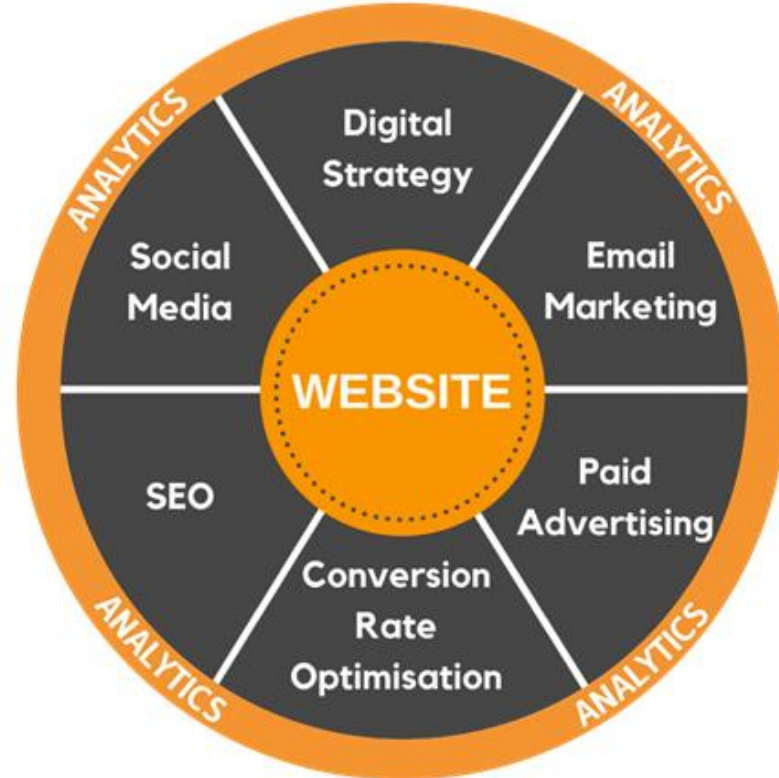 ANALYTICS
ANALYTICS
Digital
Strategy
Social
Media
Email
Marketing
WEBSITE
SEO
Paid
Advertising
Conversion
Rate
Optimisation
ANALYTICS
ANALYTICS